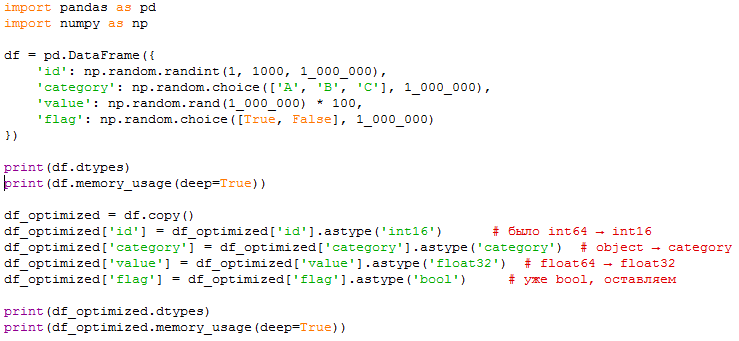 import pandas as pd
import numpy as np

df = pd.DataFrame({
    'id': np.random.randint(1, 1000, 1_000_000),
    'category': np.random.choice(['A', 'B', 'C'], 1_000_000),
    'value': np.random.rand(1_000_000) * 100,
    'flag': np.random.choice([True, False], 1_000_000)
})

print(df.dtypes)
print(df.memory_usage(deep=True))

df_optimized = df.copy()
df_optimized['id'] = df_optimized['id'].astype('int16')      # было int64 → int16
df_optimized['category'] = df_optimized['category'].astype('category')  # object → category
df_optimized['value'] = df_optimized['value'].astype('float32')  # float64 → float32
df_optimized['flag'] = df_optimized['flag'].astype('bool')     # уже bool, оставляем

print(df_optimized.dtypes)
print(df_optimized.memory_usage(deep=True))